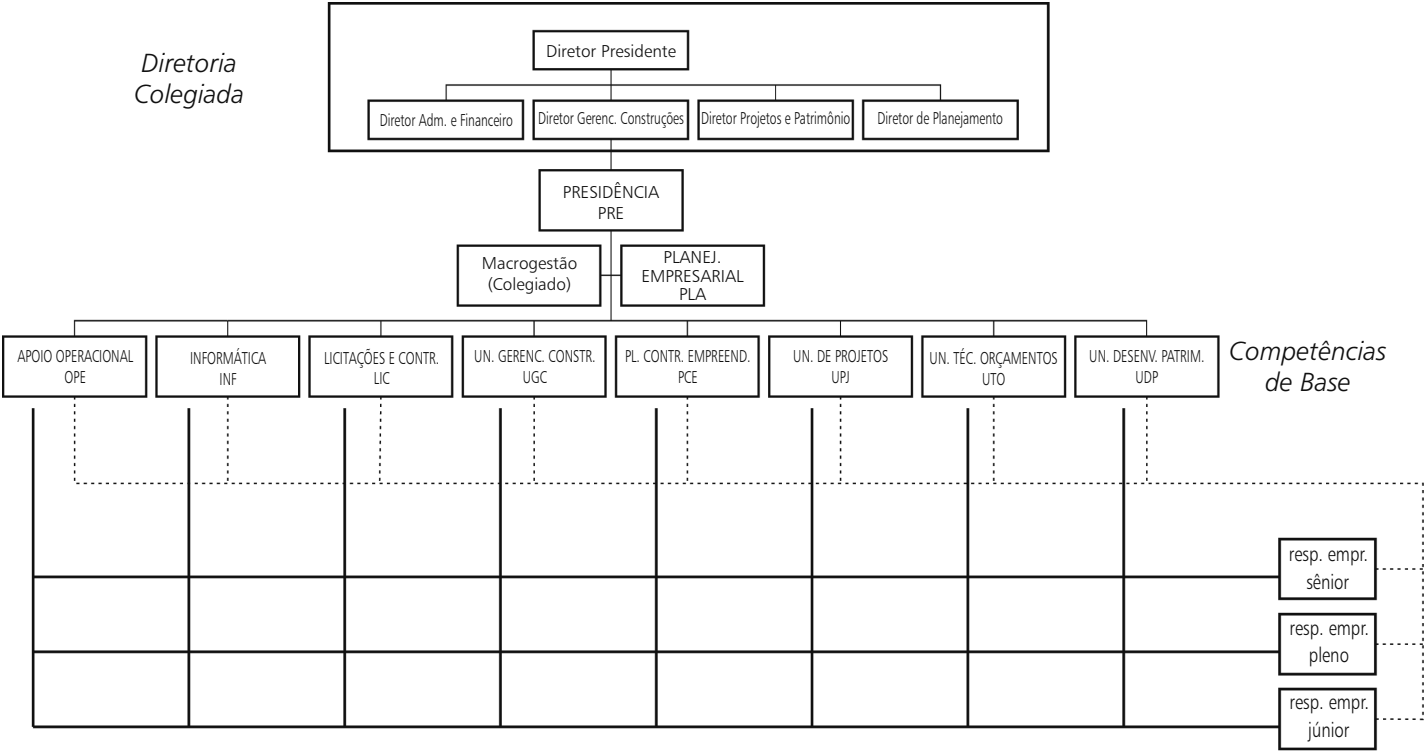 Diretoria
Colegiada
Diretor Presidente
Diretor Adm. e Financeiro
Diretor Gerenc. Construções
Diretor Projetos e Patrimônio
Diretor de Planejamento
PRESIDÊNCIA
PRE
Macrogestão
(Colegiado)
PLANEJ.
EMPRESARIAL
PLA
APOIO OPERACIONAL
OPE
INFORMÁTICA
INF
LICITAÇÕES E CONTR.
LIC
UN. GERENC. CONSTR.
UGC
PL. CONTR. EMPREEND.
PCE
UN. DE PROJETOS
UPJ
UN. TÉC. ORÇAMENTOS
UTO
UN. DESENV. PATRIM.
UDP
Competências
de Base
resp. empr.
sênior
resp. empr.
pleno
resp. empr.
júnior